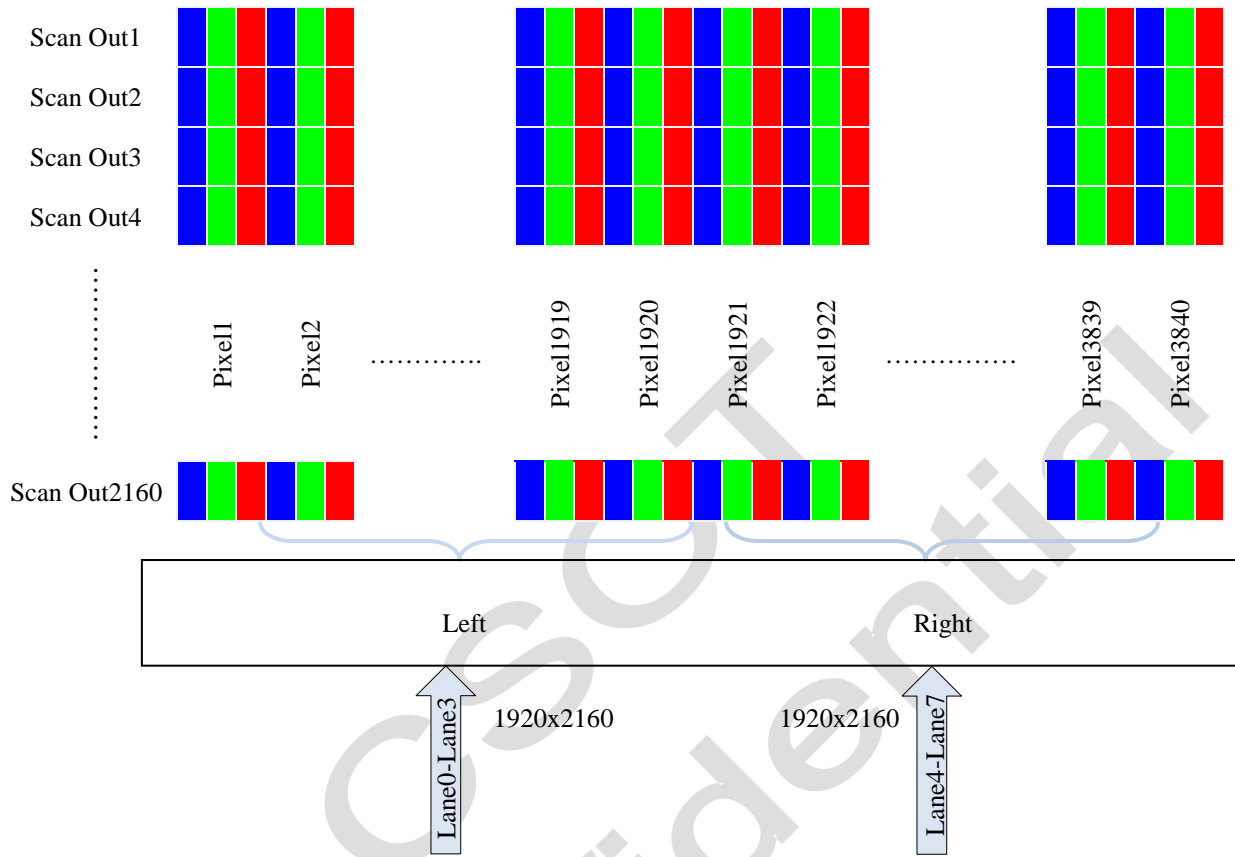 Scan Out1
Scan Out2
Scan Out3
Scan Out4
Pixel1
Pixel2
………….
Pixel1919
Pixel1920
Pixel1921
Pixel1922
…………..
Pixel3839
Pixel3840
Scan Out2160
Left
Right
Lane0-Lane3
1920x2160
1920x2160
Lane4-Lane7
CSOT
fidential